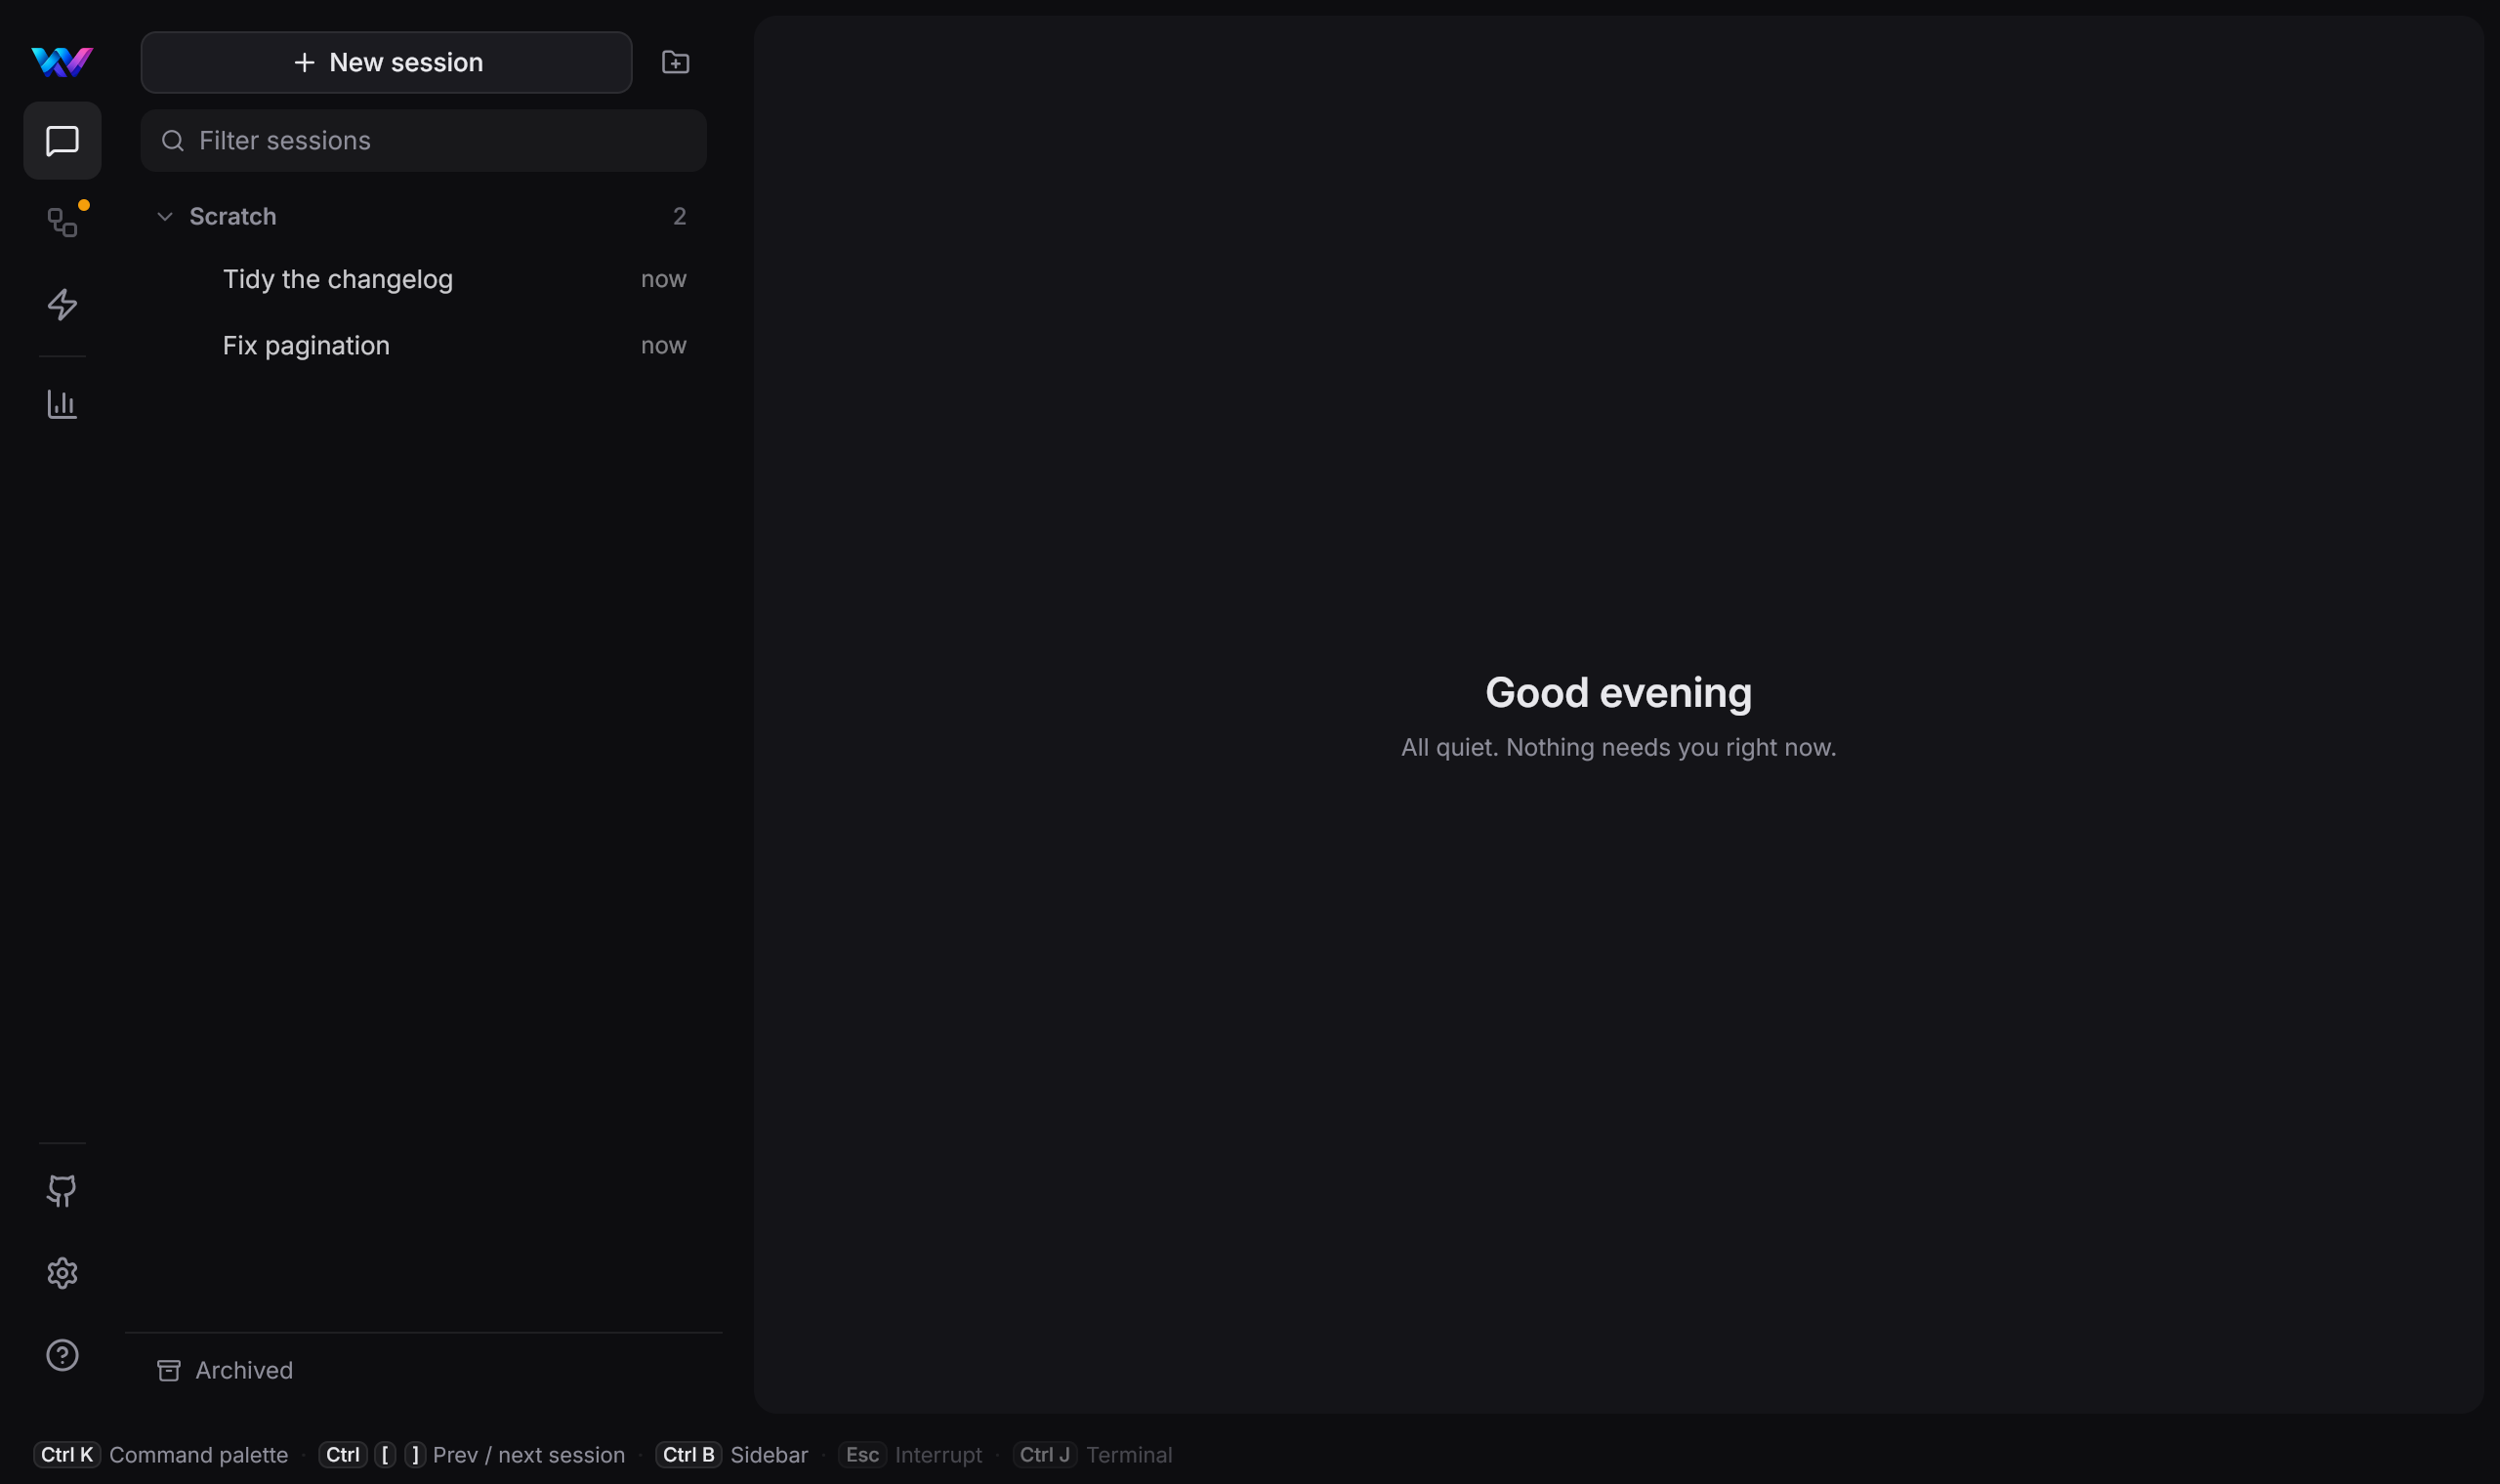 New session
Filter sessions
Scratch 2
Tidy the changelog now
Fix pagination now
Good evening
All quiet. Nothing needs you right now.
Archived
Ctrl K Command palette · Ctrl [ ] Prev / next session · Ctrl B Sidebar · Esc Interrupt · Ctrl J Terminal